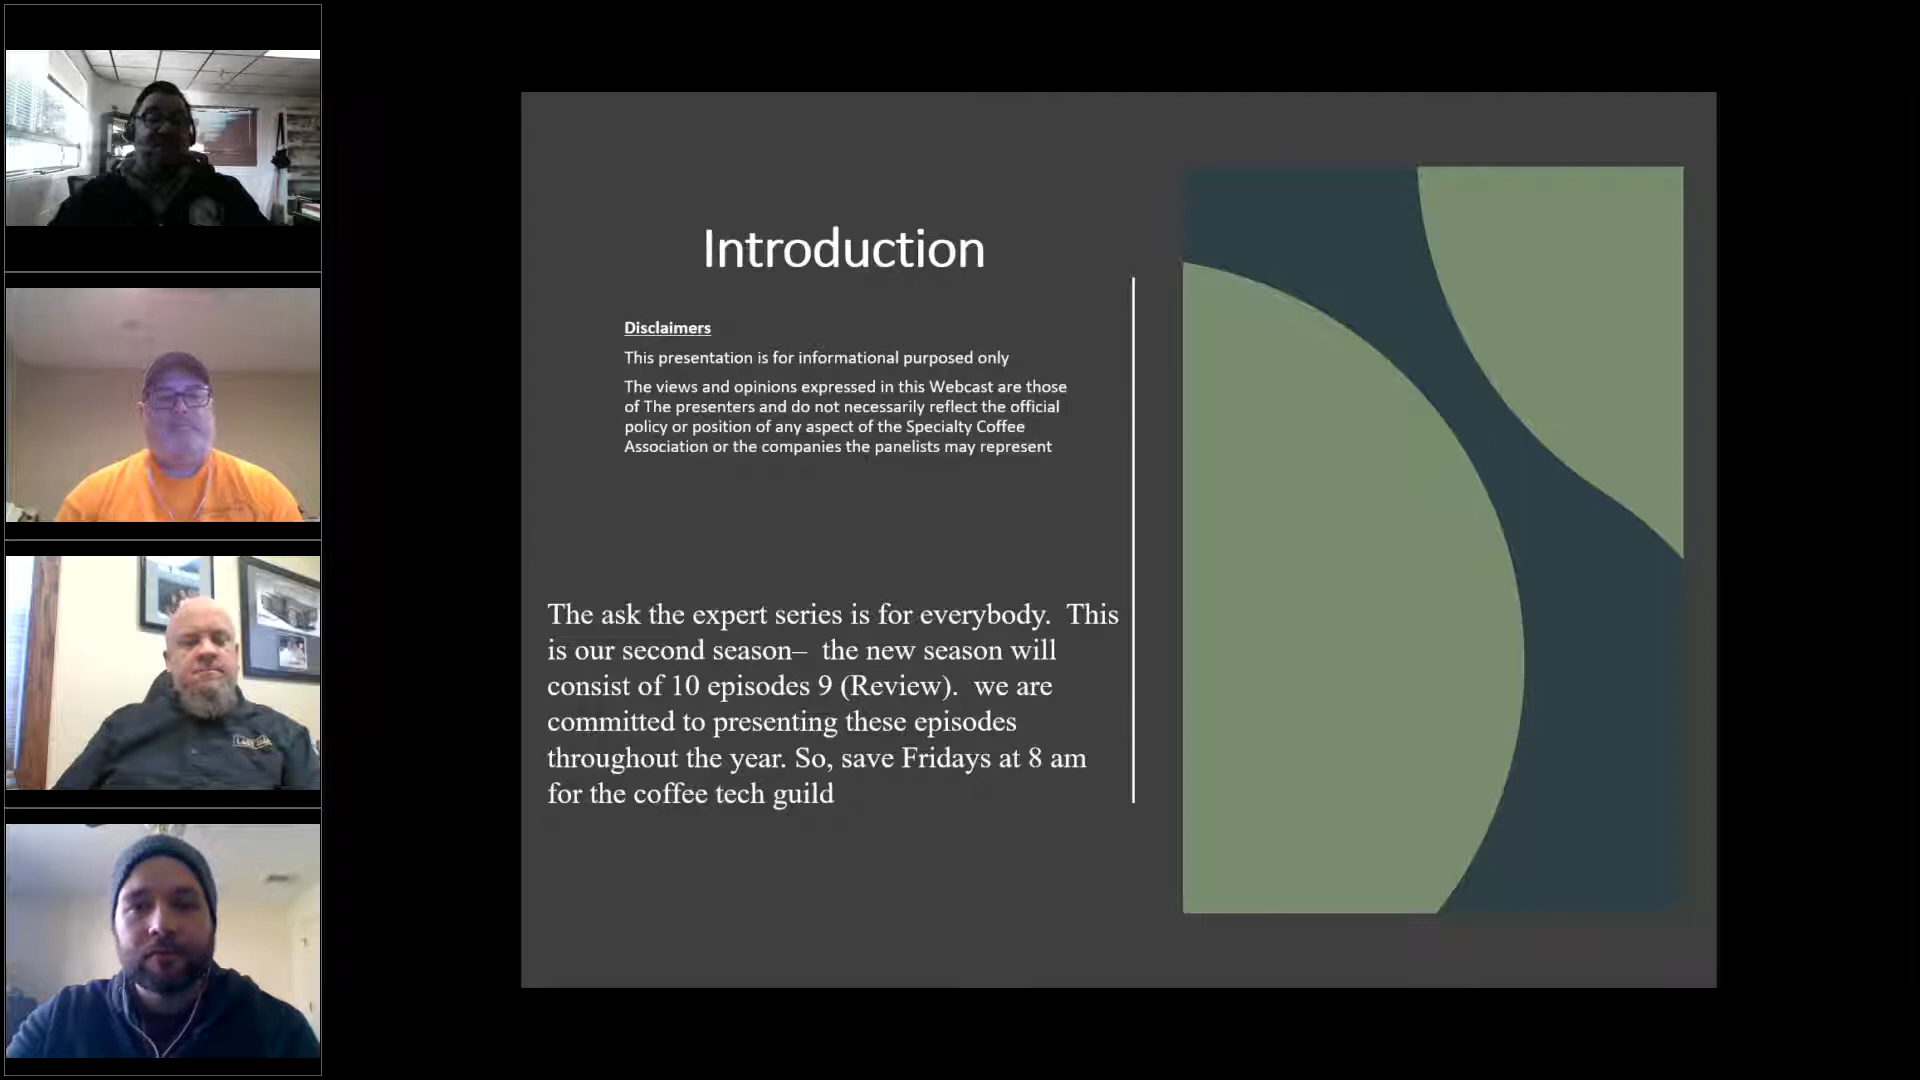 Introduction
Disclaimers
This presentation is for informational purposed only
The views and opinions expressed in this Webcast are those
of The presenters and do not necessarily reflect the official
policy or position of any aspect of the Specialty Coffee
Association or the companies the panelists may represent
The ask the expert series is for everybody.  This
is our second season–  the new season will
consist of 10 episodes 9 (Review).  we are
committed to presenting these episodes
throughout the year. So, save Fridays at 8 am
for the coffee tech guild